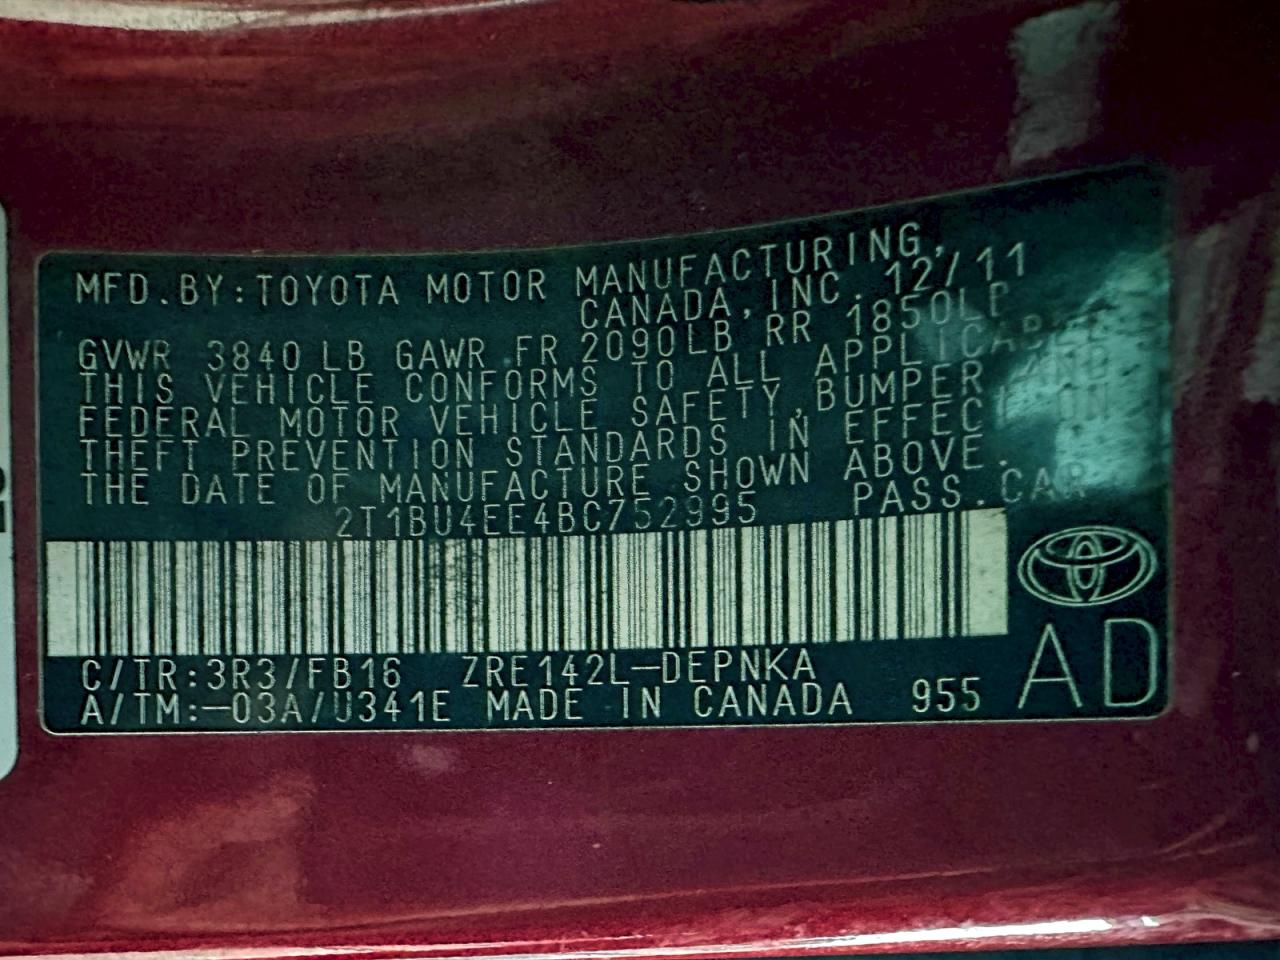 MFD.BY:TOYOTA MOTOR MANUFACTURING,
CANADA, INC. 12/11
GVWR 3840 LB GAWR FR 2090LB RR 1850LB
THIS VEHICLE CONFORMS TO ALL APPLICABLE
FEDERAL MOTOR VEHICLE SAFETY, BUMPER AND
THEFT PREVENTION STANDARDS IN EFFECT ON
THE DATE OF MANUFACTURE SHOWN ABOVE.
2T1BU4EE4BC752995 PASS.CAR
C/TR:3R3/FB16 ZRE142L-DEPNKA
A/TM:-03A/U341E MADE IN CANADA 955
AD